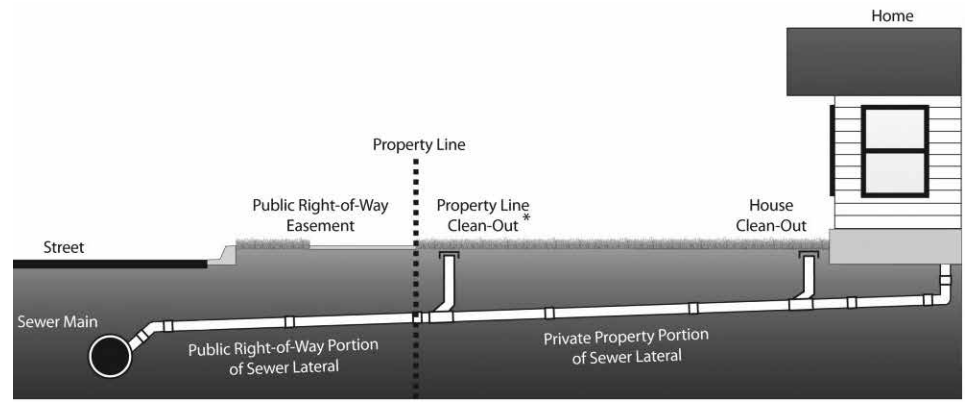 Home
Property Line
Public Right-of-Way
Easement
Property Line
Clean-Out *
House
Clean-Out
Street
Sewer Main
Public Right-of-Way Portion
of Sewer Lateral
Private Property Portion
of Sewer Lateral